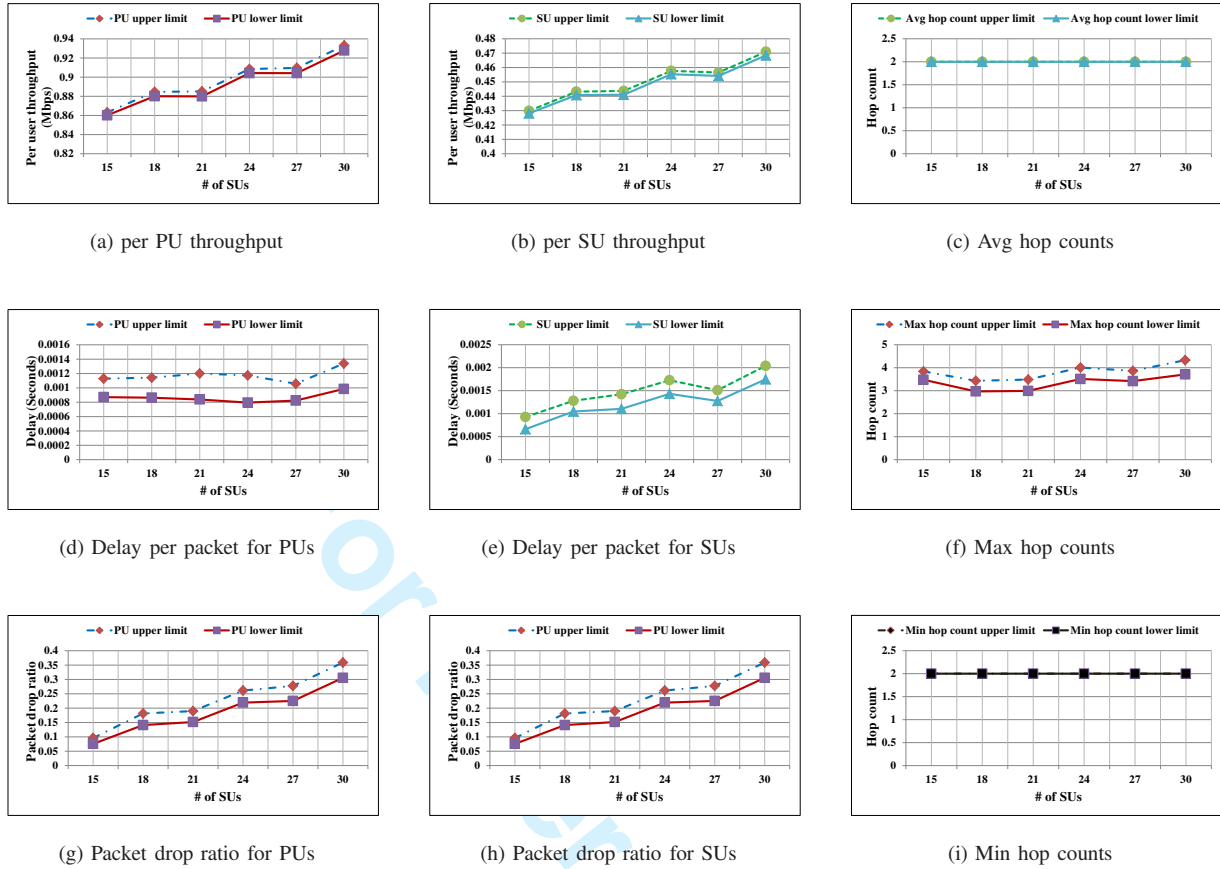 PU upper limit PU lower limit
Per user throughput
(Mbps)
0.94
0.92
0.9
0.88
0.86
0.84
0.82
15 18 21 24 27 30
# of SUs
(a) per PU throughput
SU upper limit SU lower limit
Per user throughput
(Mbps)
0.48
0.47
0.46
0.45
0.44
0.43
0.42
0.41
0.4
15 18 21 24 27 30
# of SUs
(b) per SU throughput
Avg hop count upper limit Avg hop count lower limit
Hop count
2.5
2
1.5
1
0.5
0
15 18 21 24 27 30
# of SUs
(c) Avg hop counts
PU upper limit PU lower limit
Delay (Seconds)
0.0016
0.0014
0.0012
0.001
0.0008
0.0006
0.0004
0.0002
0
15 18 21 24 27 30
# of SUs
(d) Delay per packet for PUs
SU upper limit SU lower limit
Delay (Seconds)
0.0025
0.002
0.0015
0.001
0.0005
0
15 18 21 24 27 30
# of SUs
(e) Delay per packet for SUs
Max hop count upper limit Max hop count lower limit
Hop count
5
4
3
2
1
0
15 18 21 24 27 30
# of SUs
(f) Max hop counts
PU upper limit PU lower limit
Packet drop ratio
0.4
0.35
0.3
0.25
0.2
0.15
0.1
0.05
0
15 18 21 24 27 30
# of SUs
(g) Packet drop ratio for PUs
PU upper limit PU lower limit
Packet drop ratio
0.4
0.35
0.3
0.25
0.2
0.15
0.1
0.05
0
15 18 21 24 27 30
# of SUs
(h) Packet drop ratio for SUs
Min hop count upper limit Min hop count lower limit
Hop count
2.5
2
1.5
1
0.5
0
15 18 21 24 27 30
# of SUs
(i) Min hop counts